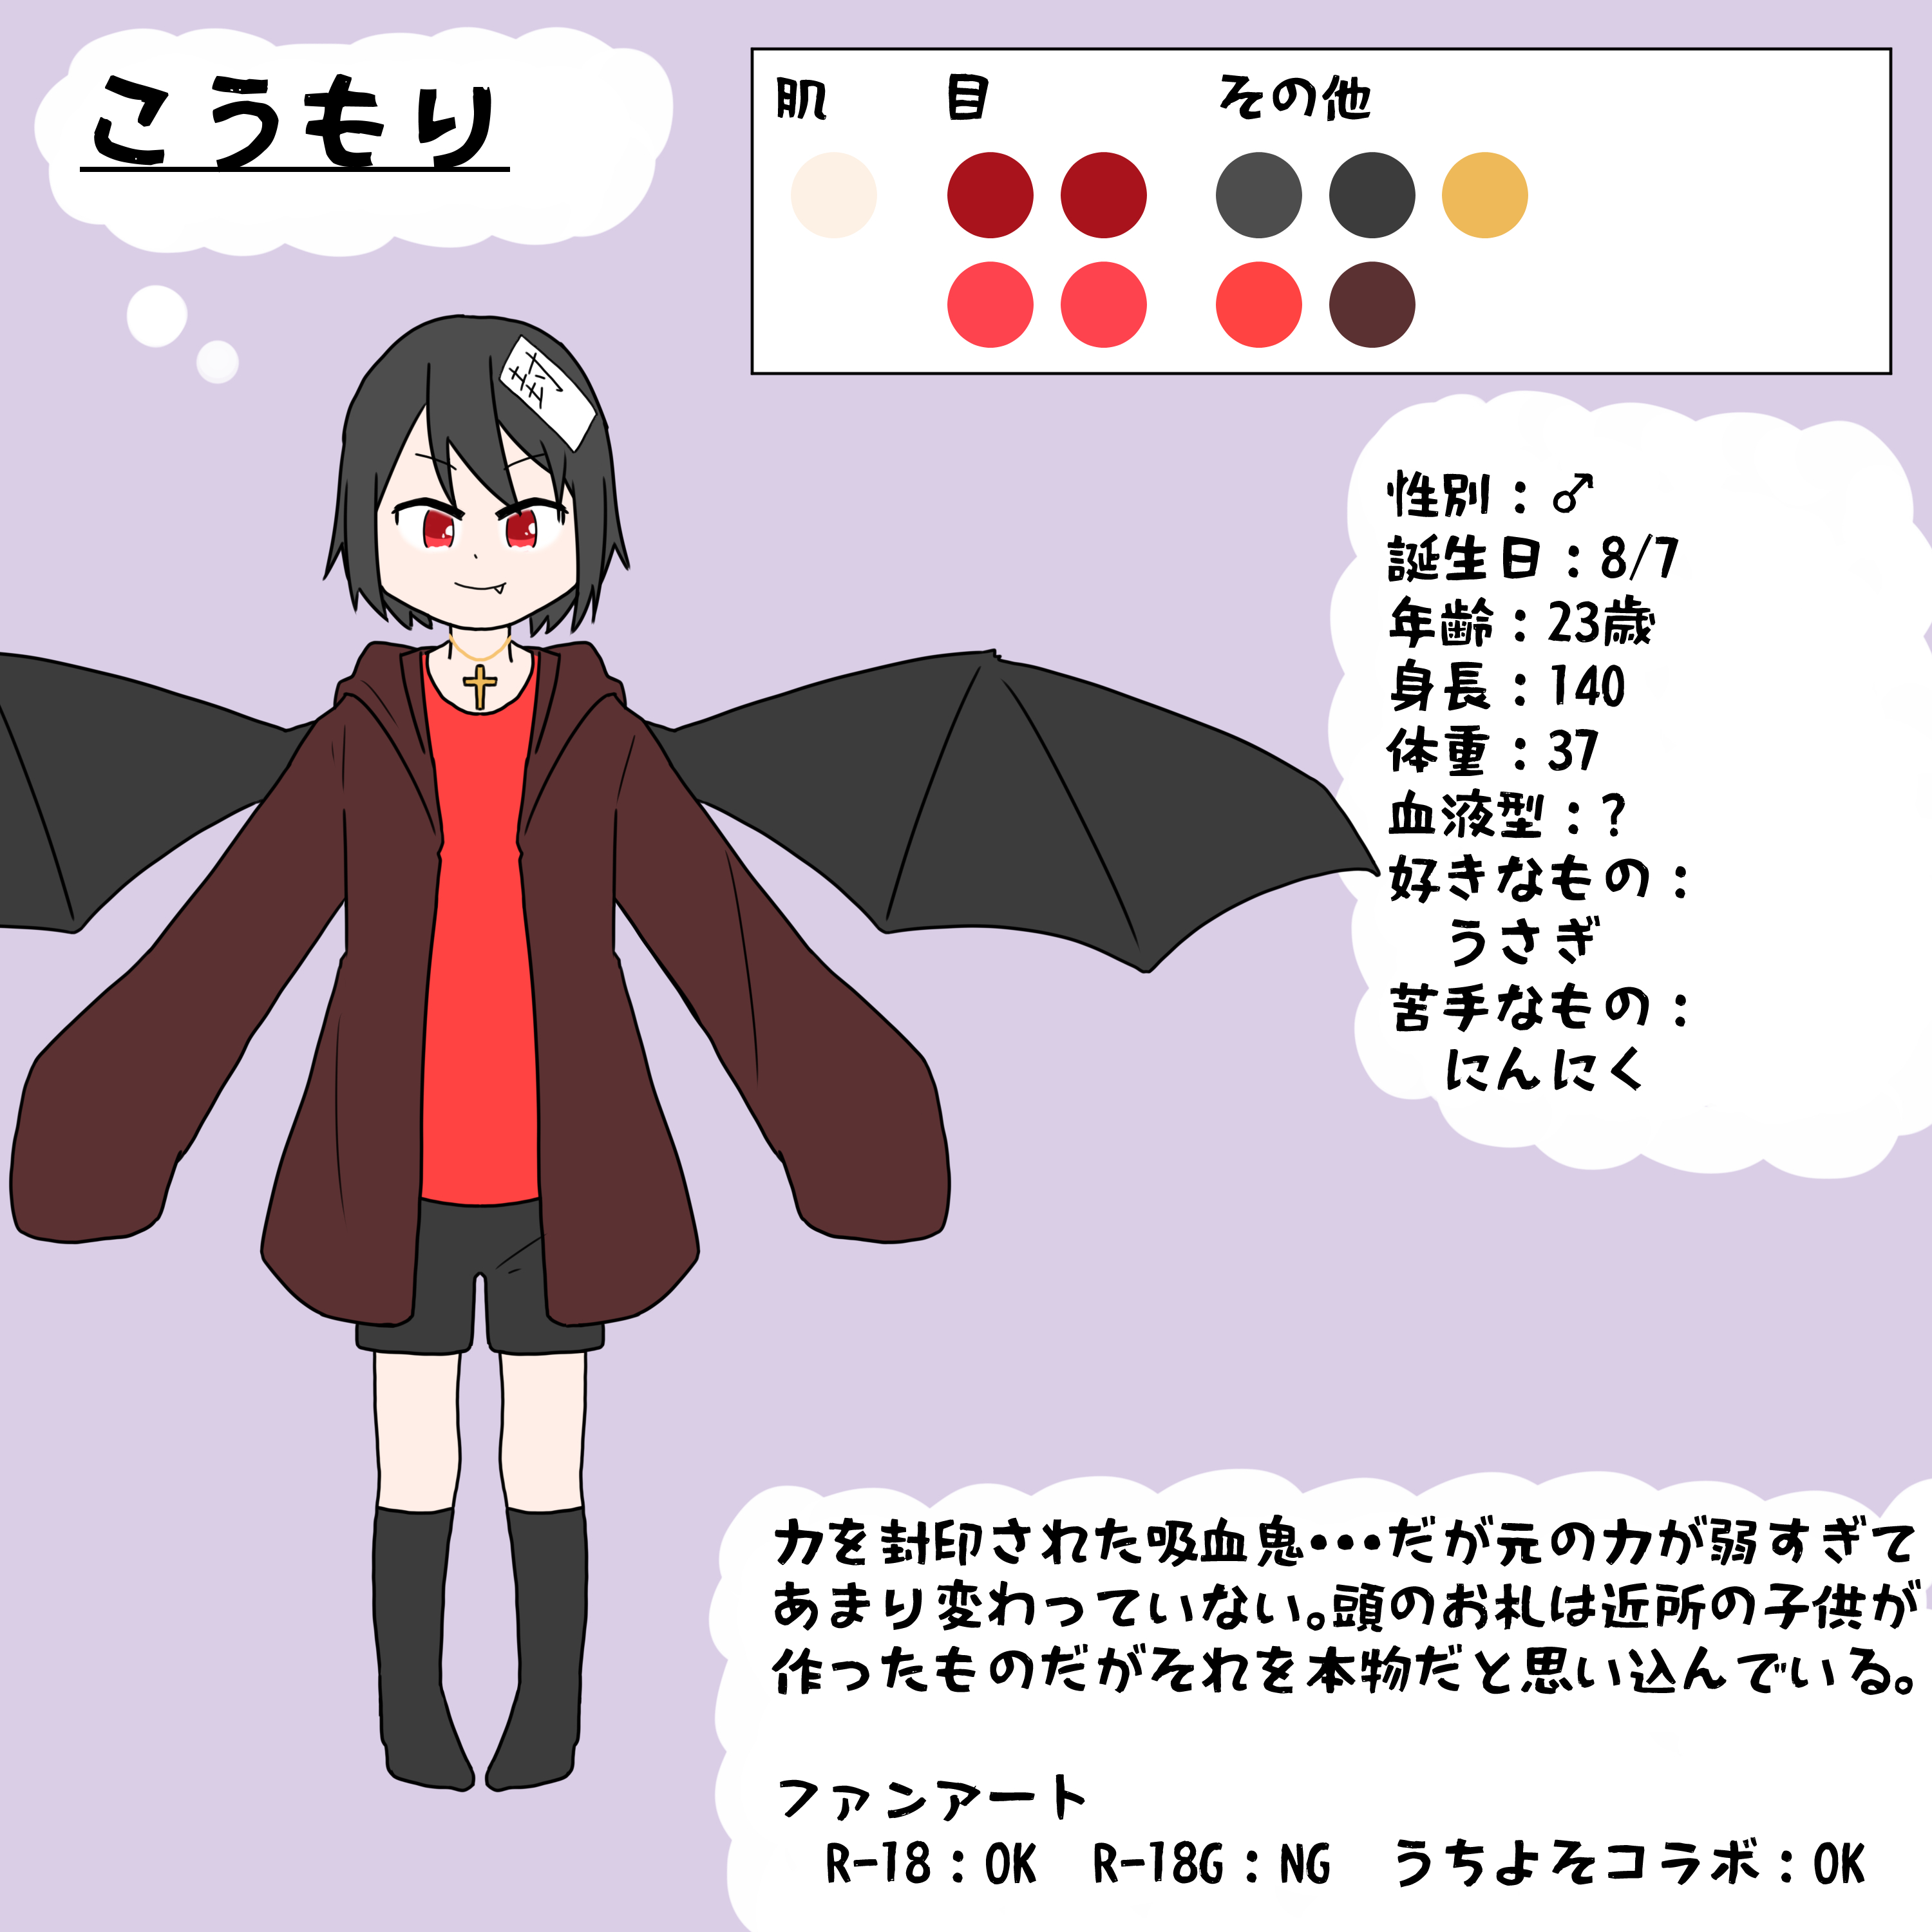 こうもり
肌 目 その他
性別：♂
誕生日：8/7
年齢：23歳
身長：140
体重：37
血液型：?
好きなもの：
うさぎ
苦手なもの：
にんにく
力を封印された吸血鬼・・・だが元の力が弱すぎて
あまり変わっていない。頭のお札は近所の子供が
作ったものだがそれを本物だと思い込んでいる。
ファンアート
R-18：OK R-18G：NG うちよそコラボ：OK